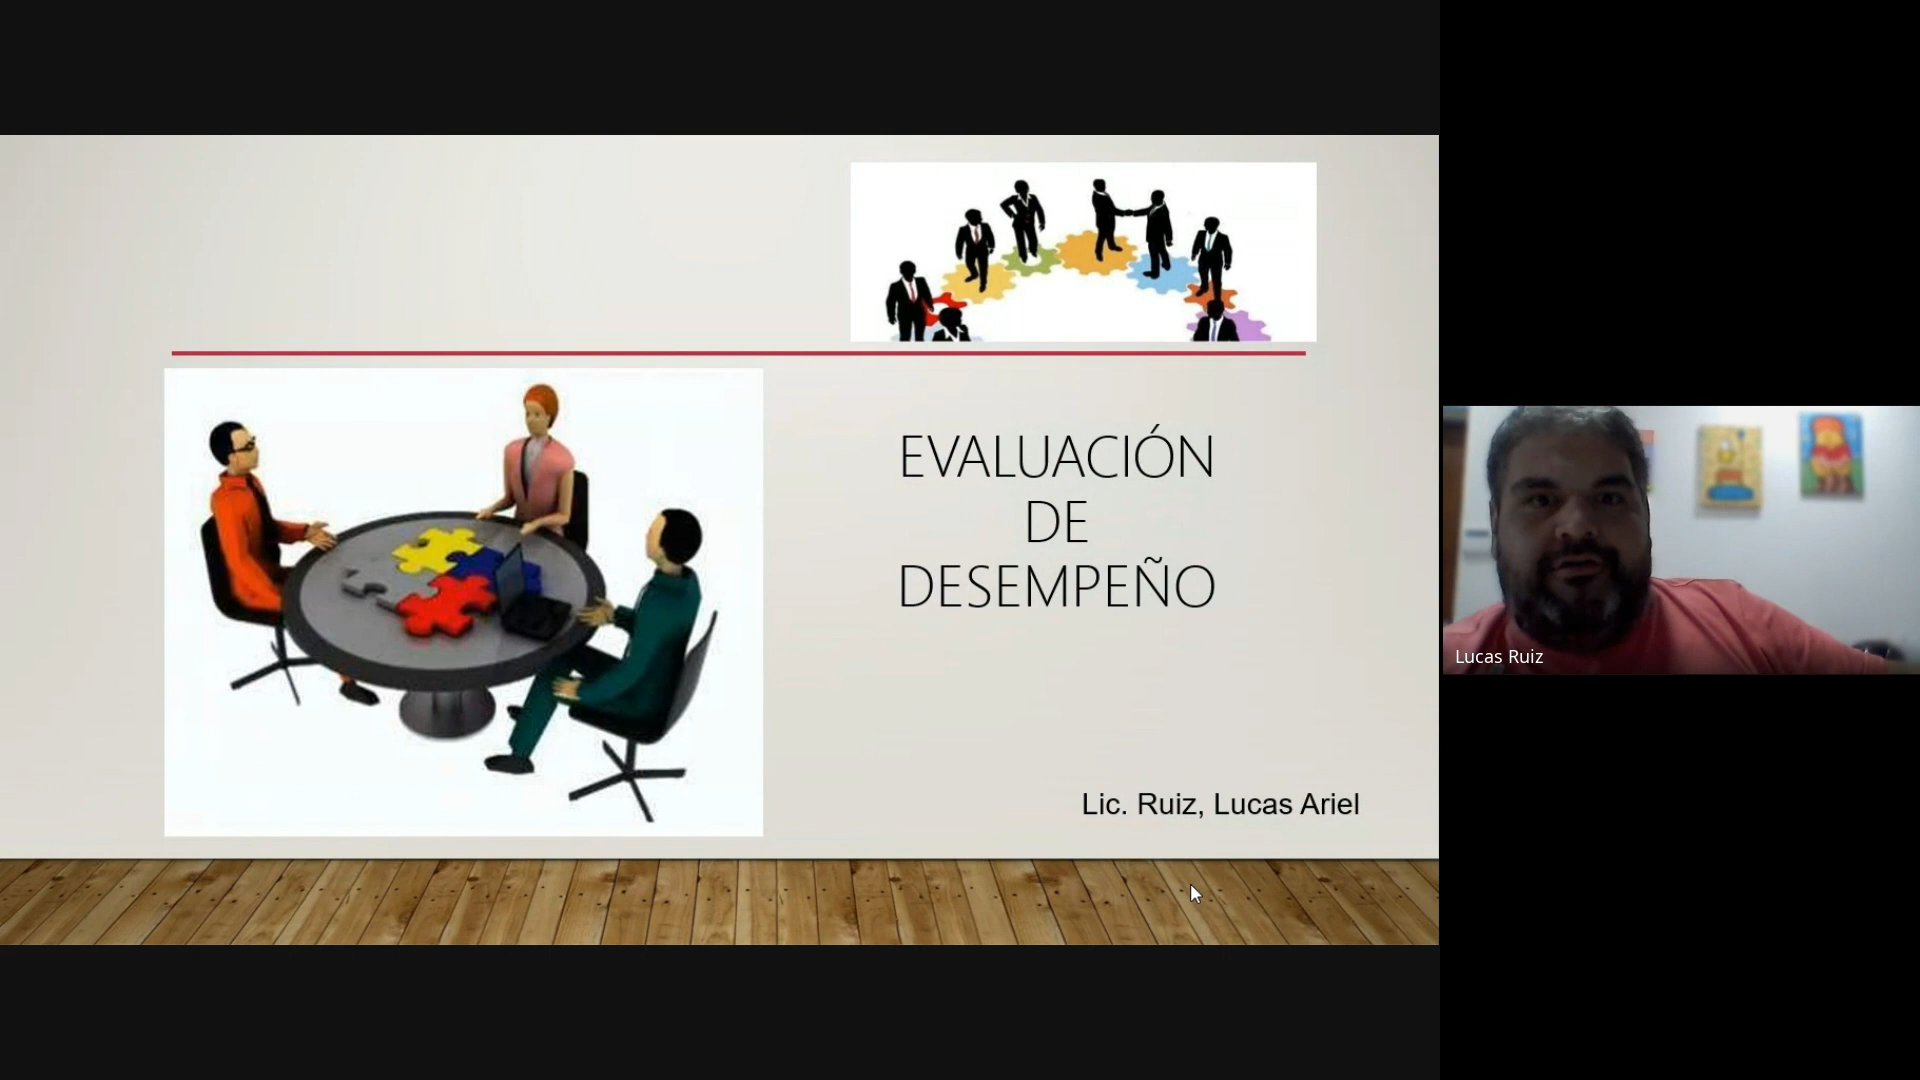 EVALUACIÓN
DE
DESEMPEÑO
Lic. Ruiz, Lucas Ariel
Lucas Ruiz